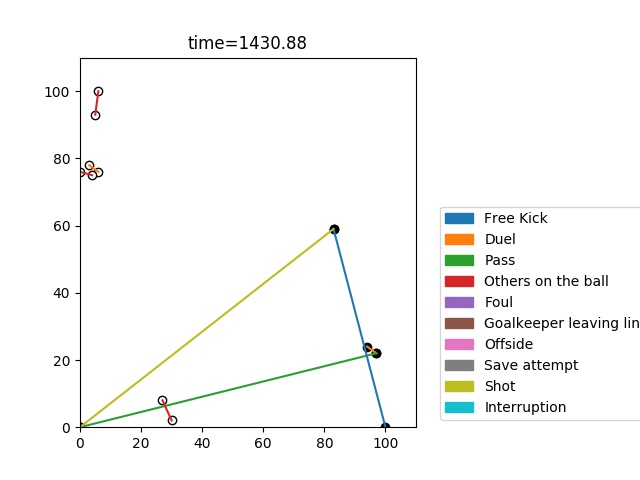 time=1430.88
100
80
60
40
20
0
0 20 40 60 80 100
Free Kick
Duel
Pass
Others on the ball
Foul
Goalkeeper leaving lin
Offside
Save attempt
Shot
Interruption